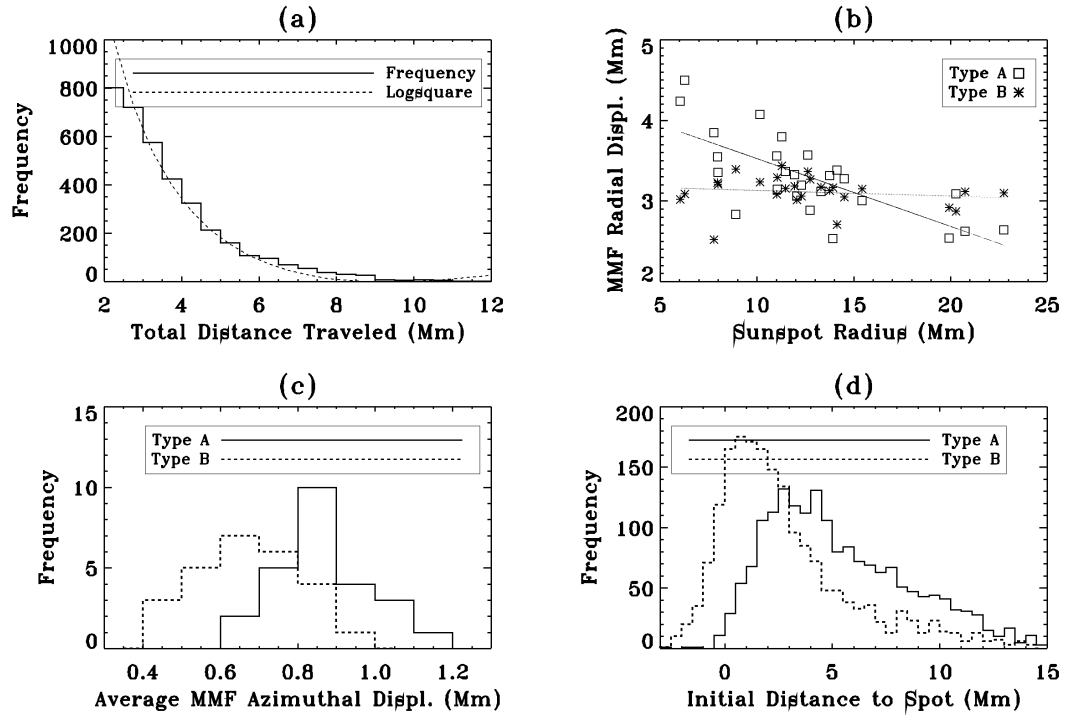 (a)
1000
800
600
400
200
0
Frequency
Frequency
Logsquare
2 4 6 8 10 12
Total Distance Traveled (Mm)
(b)
5
4
3
2
MMF Radial Displ. (Mm)
Type A
Type B
5 10 15 20 25
Sunspot Radius (Mm)
(c)
15
10
5
0
Frequency
Type A
Type B
0.4 0.6 0.8 1.0 1.2
Average MMF Azimuthal Displ. (Mm)
(d)
200
150
100
50
0
Frequency
Type A
Type B
0 5 10 15
Initial Distance to Spot (Mm)